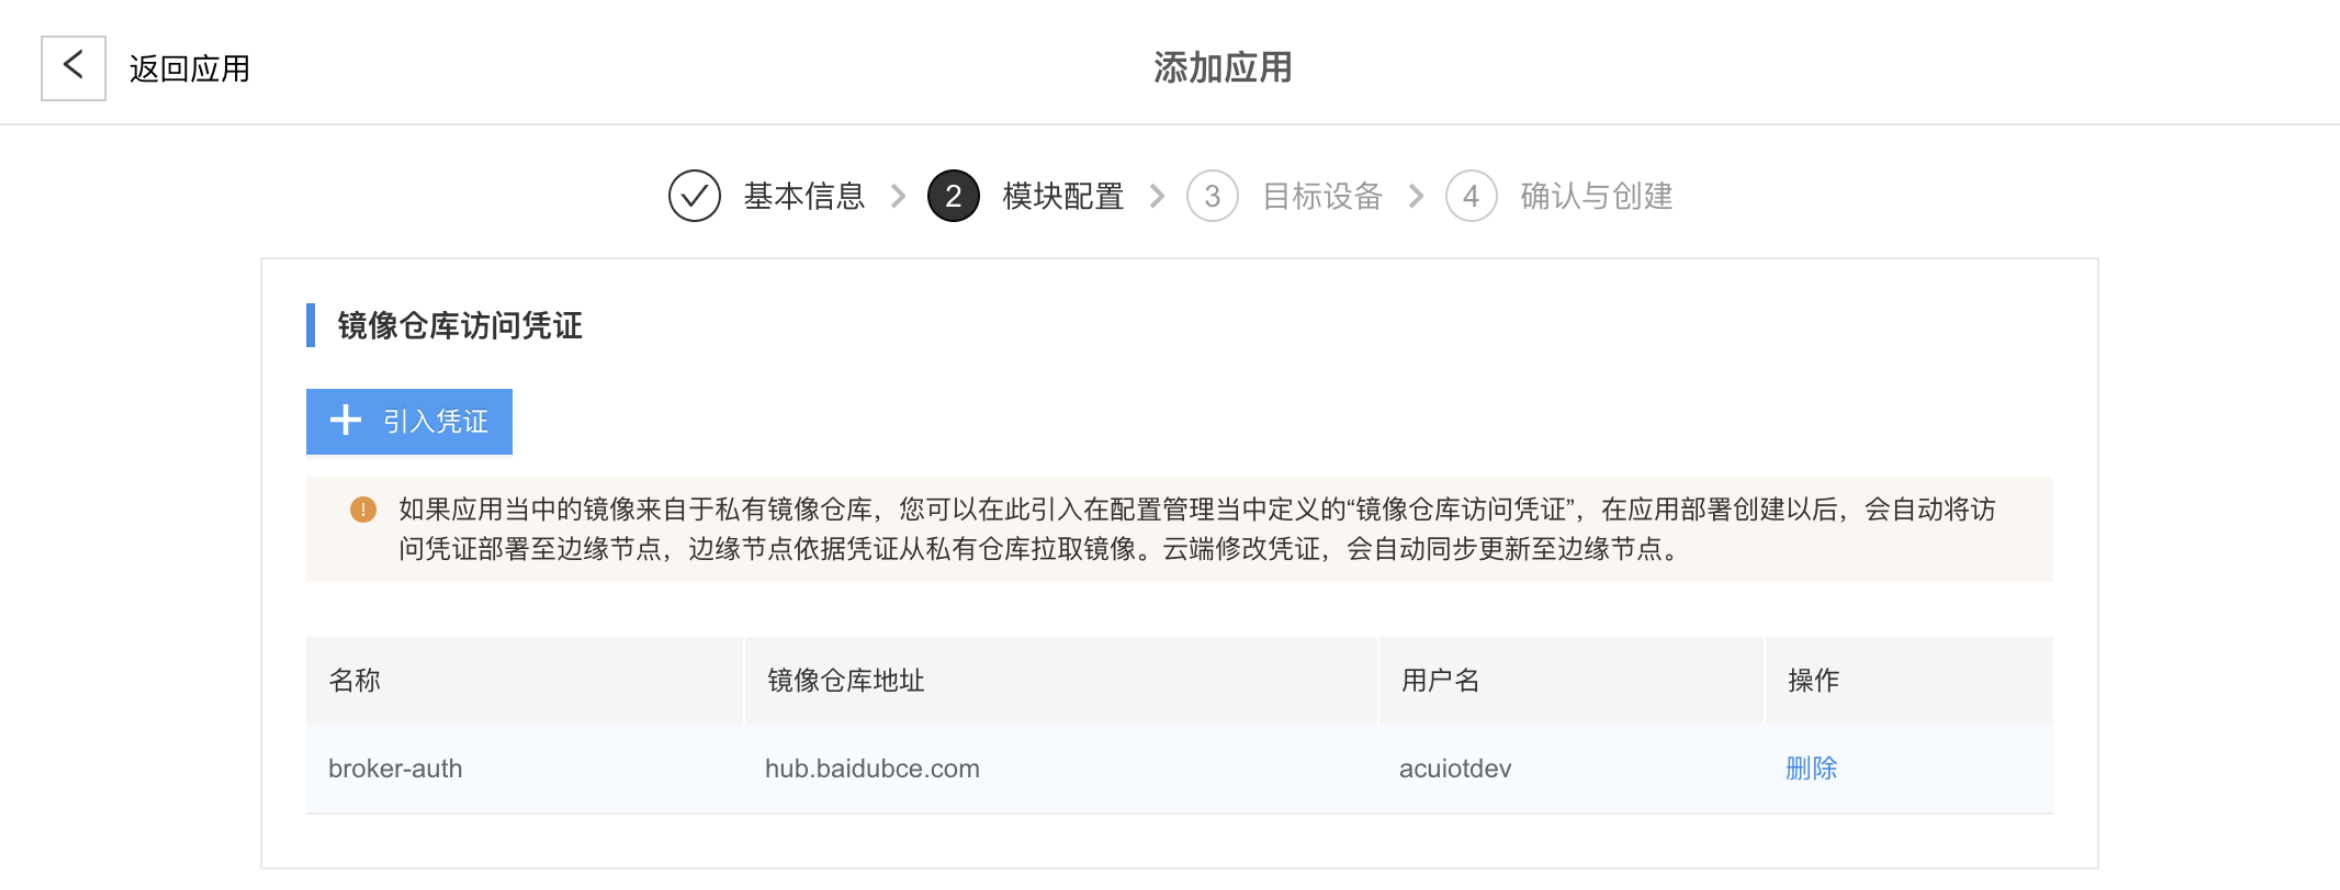 返回应用
添加应用
基本信息 2 模块配置 3 目标设备 4 确认与创建
镜像仓库访问凭证
引入凭证
如果应用当中的镜像来自于私有镜像仓库，您可以在此引入在配置管理当中定义的“镜像仓库访问凭证”，在应用部署创建以后，会自动将访
问凭证部署至边缘节点，边缘节点依据凭证从私有仓库拉取镜像。云端修改凭证，会自动同步更新至边缘节点。
名称 镜像仓库地址 用户名 操作
broker-auth hub.baidubce.com acuiotdev 删除